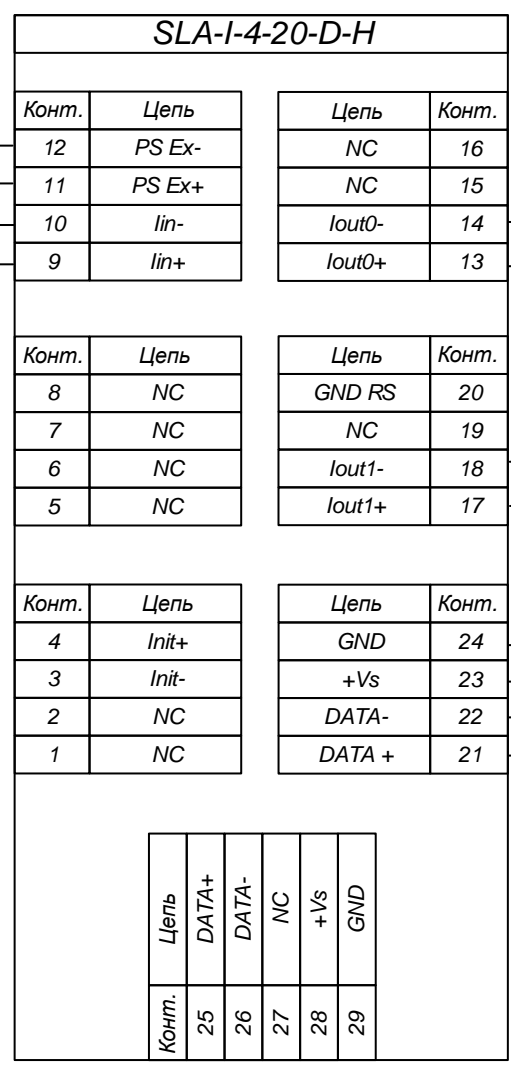 SLA-I-4-20-D-H
Конт. Цепь
12 PS Ex-
11 PS Ex+
10 Iin-
9 Iin+
Цепь Конт.
NC 16
NC 15
Iout0- 14
Iout0+ 13
Конт. Цепь
8 NC
7 NC
6 NC
5 NC
Цепь Конт.
GND RS 20
NC 19
Iout1- 18
Iout1+ 17
Конт. Цепь
4 Init+
3 Init-
2 NC
1 NC
Цепь Конт.
GND 24
+Vs 23
DATA- 22
DATA + 21
Конт. Цепь
25 DATA+
26 DATA-
27 NC
28 +Vs
29 GND